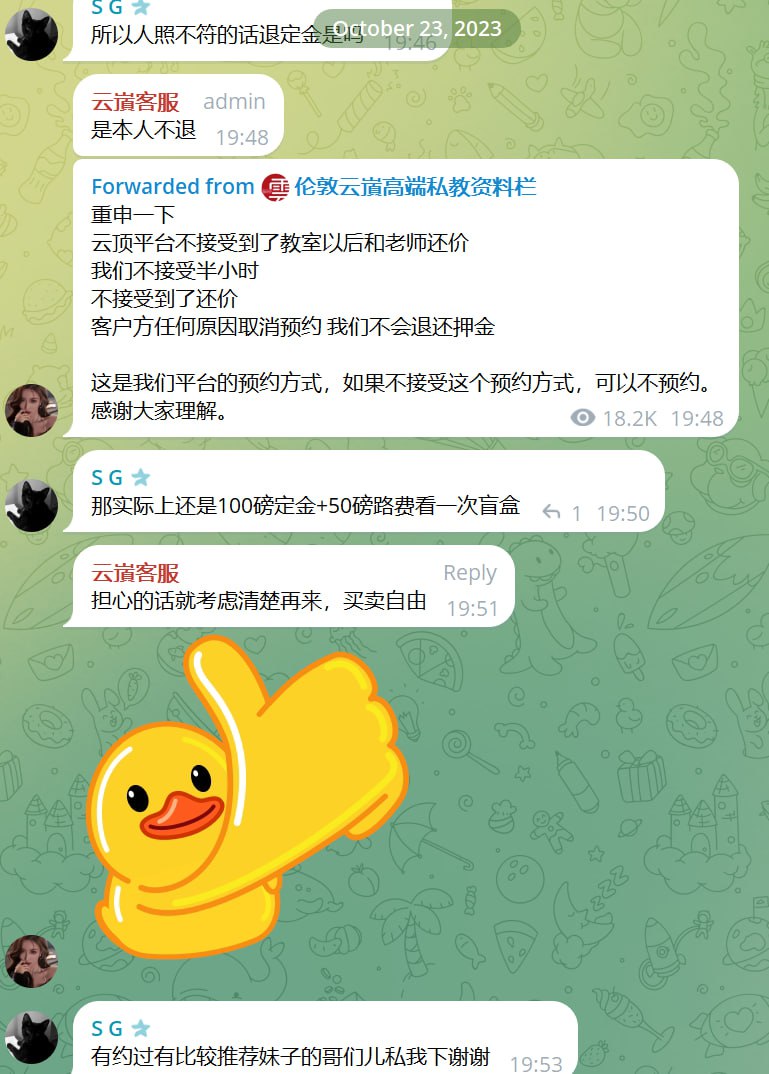 S G
October 23, 2023
所以人照不符的话退定金是吗 19:46
云嵿客服 admin
是本人不退 19:48
Forwarded from 伦敦云嵿高端私教资料栏
重申一下
云顶平台不接受到了教室以后和老师还价
我们不接受半小时
不接受到了还价
客户方任何原因取消预约 我们不会退还押金
这是我们平台的预约方式，如果不接受这个预约方式，可以不预约。
感谢大家理解。
18.2K 19:48
S G
那实际上还是100磅定金+50磅路费看一次盲盒 1 19:50
云嵿客服 Reply
担心的话就考虑清楚再来，买卖自由 19:51
S G
有约过有比较推荐妹子的哥们儿私我下谢谢 19:53